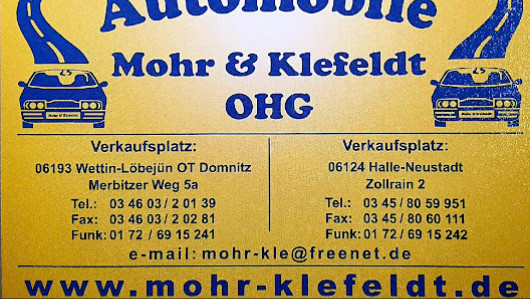 Automobile
Mohr & Klefeldt
OHG
Verkaufsplatz:
06193 Wettin-Löbejün OT Domnitz
Merbitzer Weg 5a
Tel.: 03 46 03 / 2 01 39
Fax: 03 46 03 / 2 02 81
Funk: 01 72 / 69 15 241
Verkaufsplatz:
06124 Halle-Neustadt
Zollrain 2
Tel.: 03 45 / 80 59 951
Fax: 03 45 / 80 60 111
Funk: 01 72 / 69 15 242
e-mail: mohr-kle@freenet.de
www.mohr-klefeldt.de